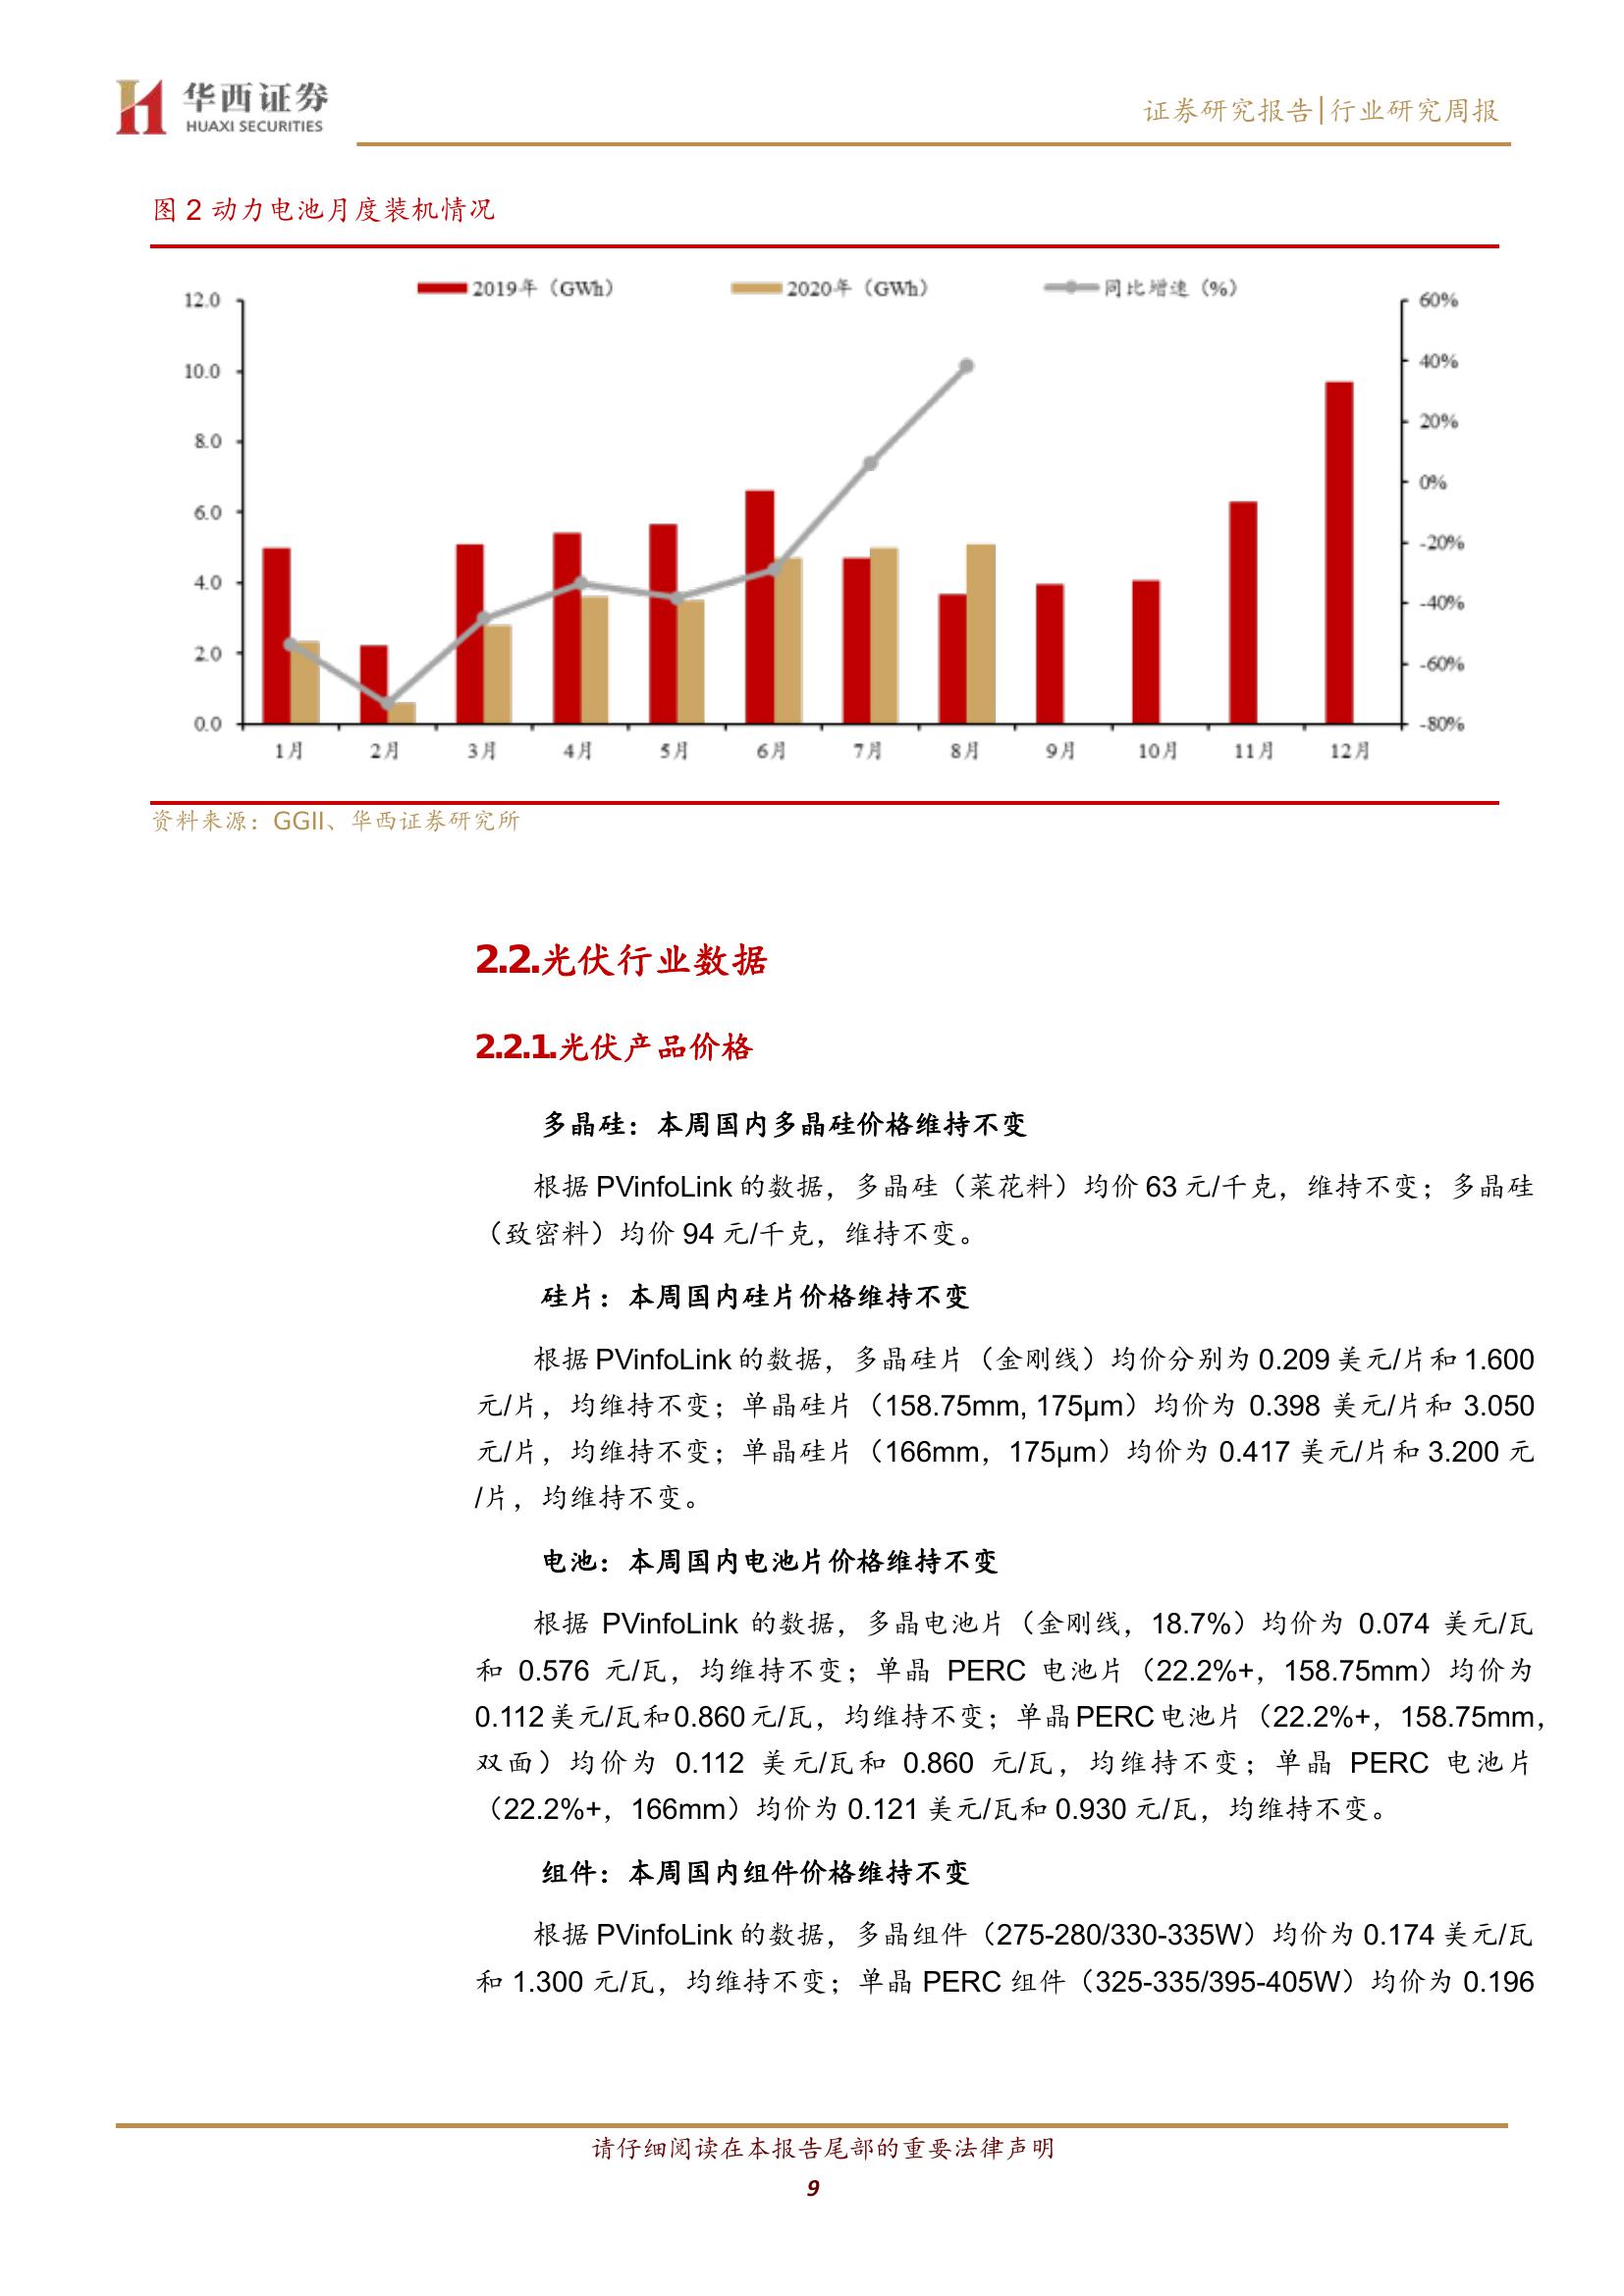 华西证券
HUAXI SECURITIES
证券研究报告|行业研究周报
图 2 动力电池月度装机情况
2019年（GWh） 2020年（GWh） 同比增速（%）
12.0 60%
10.0 40%
8.0 20%
6.0 0%
4.0 -20%
2.0 -40%
0.0 -60%
-80%
1月 2月 3月 4月 5月 6月 7月 8月 9月 10月 11月 12月
资料来源：GGII、华西证券研究所
2.2.光伏行业数据
2.2.1.光伏产品价格
多晶硅：本周国内多晶硅价格维持不变
根据 PVinfoLink 的数据，多晶硅（菜花料）均价 63 元/千克，维持不变；多晶硅
（致密料）均价 94 元/千克，维持不变。
硅片：本周国内硅片价格维持不变
根据 PVinfoLink 的数据，多晶硅片（金刚线）均价分别为 0.209 美元/片和 1.600
元/片，均维持不变；单晶硅片（158.75mm, 175μm）均价为 0.398 美元/片和 3.050
元/片，均维持不变；单晶硅片（166mm，175μm）均价为 0.417 美元/片和 3.200 元
/片，均维持不变。
电池：本周国内电池片价格维持不变
根据 PVinfoLink 的数据，多晶电池片（金刚线，18.7%）均价为 0.074 美元/瓦
和 0.576 元/瓦，均维持不变；单晶 PERC 电池片（22.2%+，158.75mm）均价为
0.112 美元/瓦和 0.860 元/瓦，均维持不变；单晶 PERC 电池片（22.2%+，158.75mm，
双面）均价为 0.112 美元/瓦和 0.860 元/瓦，均维持不变；单晶 PERC 电池片
（22.2%+，166mm）均价为 0.121 美元/瓦和 0.930 元/瓦，均维持不变。
组件：本周国内组件价格维持不变
根据 PVinfoLink 的数据，多晶组件（275-280/330-335W）均价为 0.174 美元/瓦
和 1.300 元/瓦，均维持不变；单晶 PERC 组件（325-335/395-405W）均价为 0.196
请仔细阅读在本报告尾部的重要法律声明
9